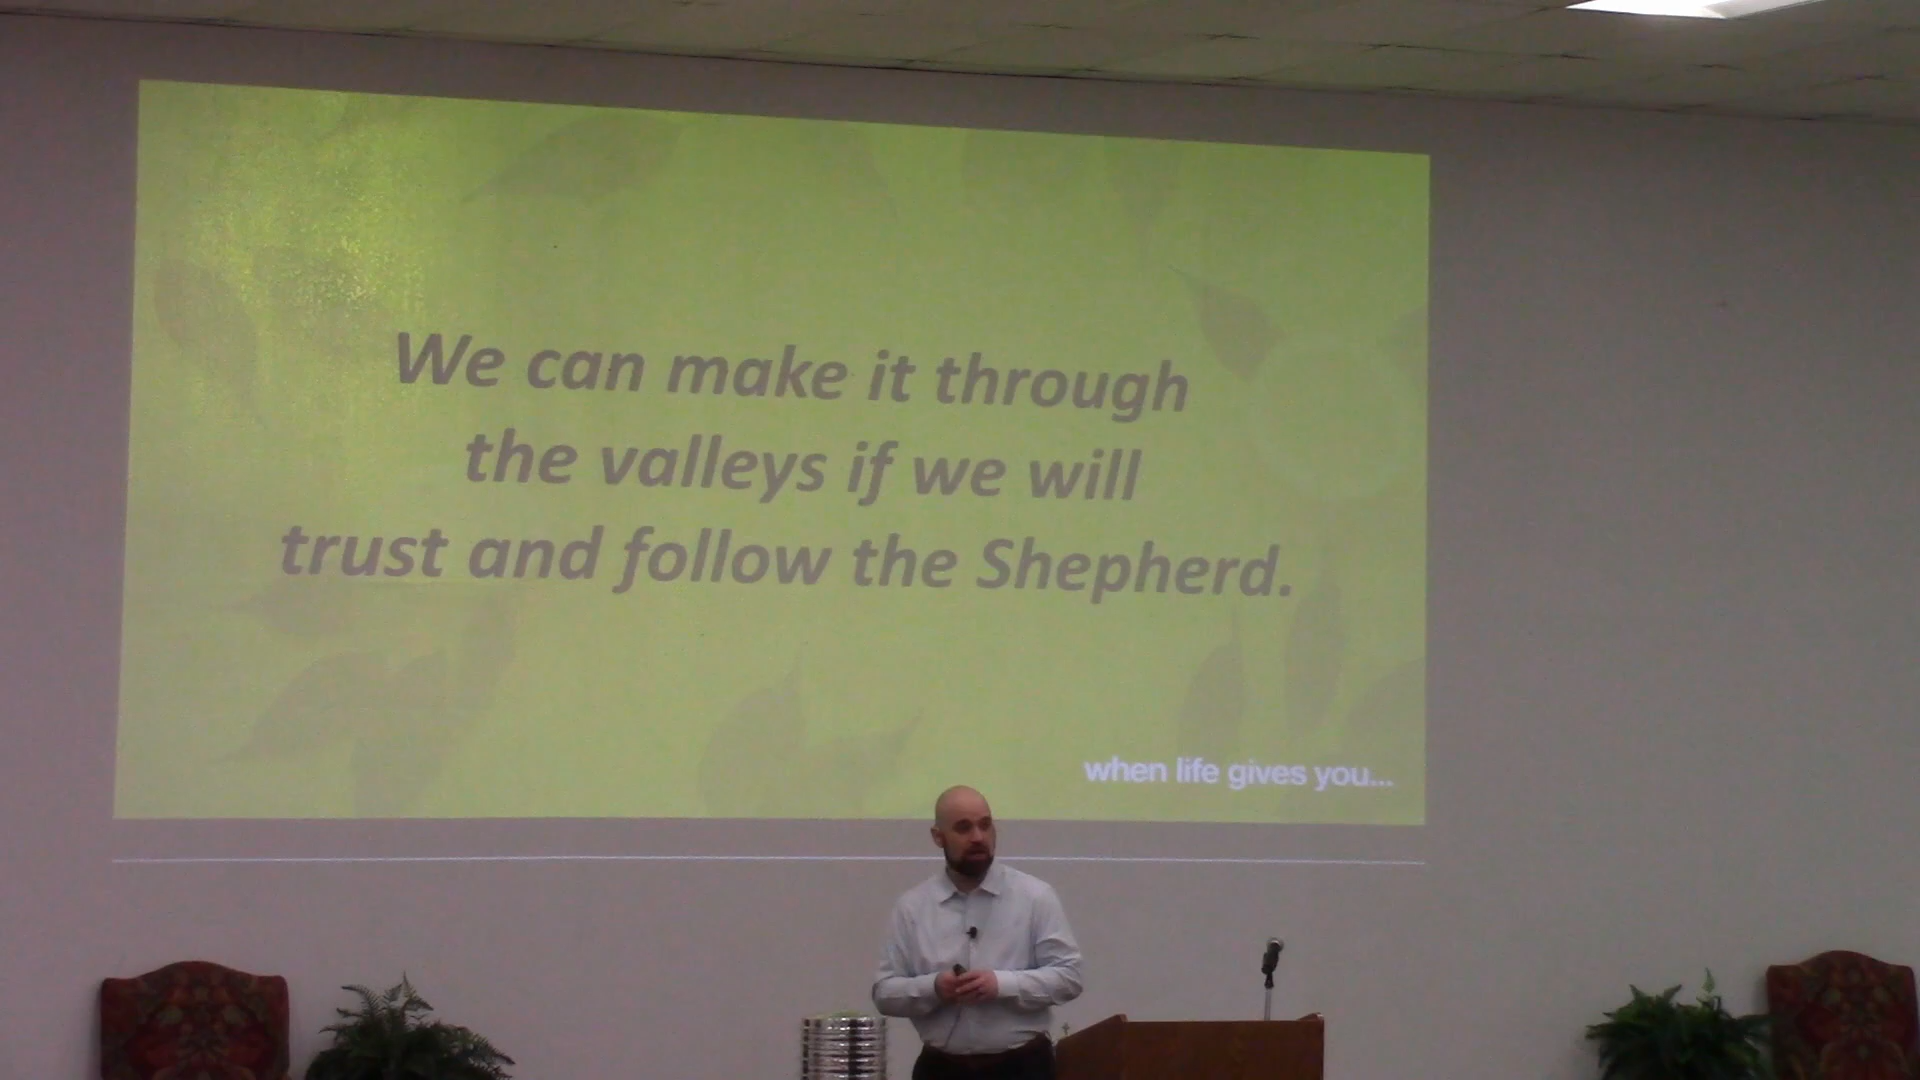 We can make it through
the valleys if we will
trust and follow the Shepherd.
when life gives you...